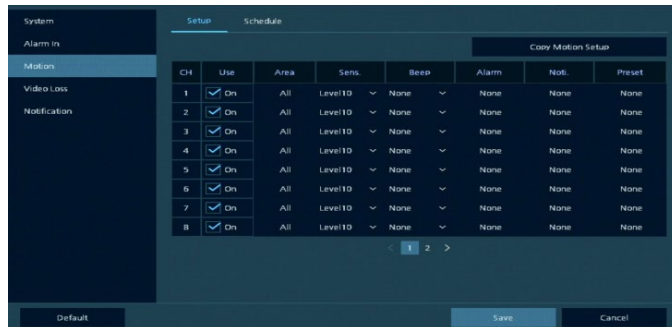 System
Alarm In
Motion
Video Loss
Notification
Setup Schedule
Copy Motion Setup
CH Use Area Sens. Beep Alarm Noti. Preset
1 On All Level10 None None None None
2 On All Level10 None None None None
3 On All Level10 None None None None
4 On All Level10 None None None None
5 On All Level10 None None None None
6 On All Level10 None None None None
7 On All Level10 None None None None
8 On All Level10 None None None None
< 1 2 >
Default Save Cancel